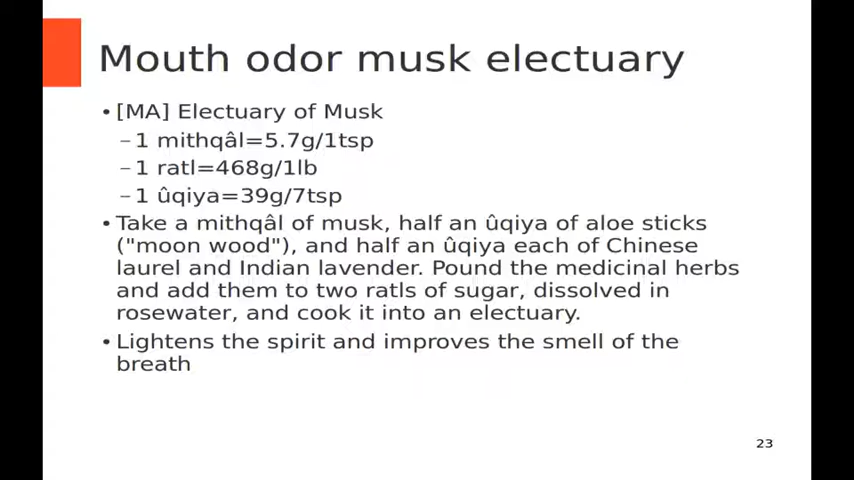 Mouth odor musk electuary
• [MA] Electuary of Musk
– 1 mithqâl=5.7g/1tsp
– 1 ratl=468g/1lb
– 1 ûqiya=39g/7tsp
• Take a mithqâl of musk, half an ûqiya of aloe sticks
("moon wood"), and half an ûqiya each of Chinese
laurel and Indian lavender. Pound the medicinal herbs
and add them to two ratls of sugar, dissolved in
rosewater, and cook it into an electuary.
• Lightens the spirit and improves the smell of the
breath
23